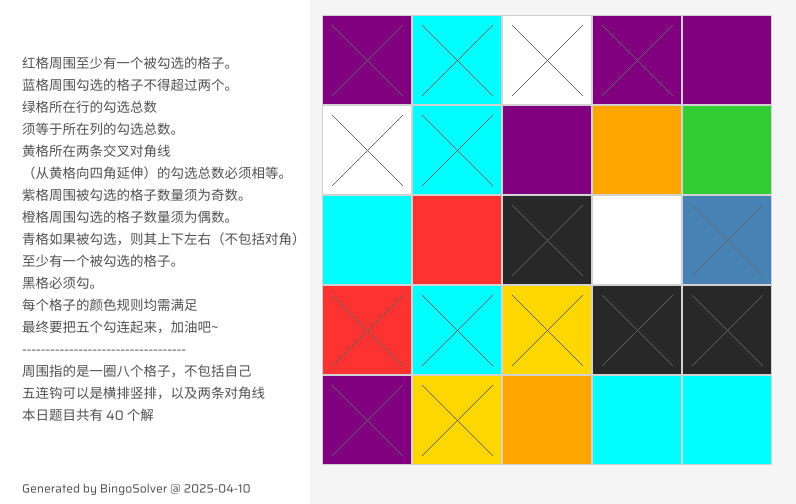 红格周围至少有一个被勾选的格子。
蓝格周围勾选的格子不得超过两个。
绿格所在行的勾选总数
须等于所在列的勾选总数。
黄格所在两条交叉对角线
（从黄格向四角延伸）的勾选总数必须相等。
紫格周围被勾选的格子数量须为奇数。
橙格周围勾选的格子数量须为偶数。
青格如果被勾选，则其上下左右（不包括对角）
至少有一个被勾选的格子。
黑格必须勾。
每个格子的颜色规则均需满足
最终要把五个勾连起来，加油吧~
----------------------------------
周围指的是一圈八个格子，不包括自己
五连钩可以是横排竖排，以及两条对角线
本日题目共有 40 个解
Generated by BingoSolver @ 2025-04-10